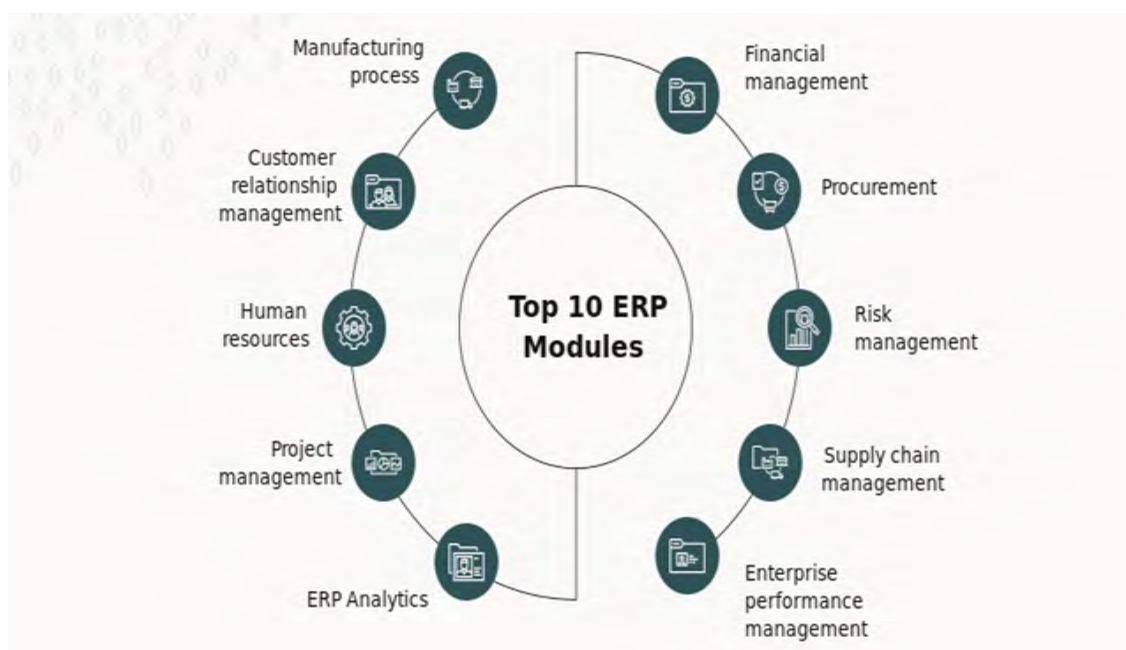 Manufacturing
process
Customer
relationship
management
Human
resources
Project
management
ERP Analytics
Top 10 ERP
Modules
Financial
management
Procurement
Risk
management
Supply chain
management
Enterprise
performance
management